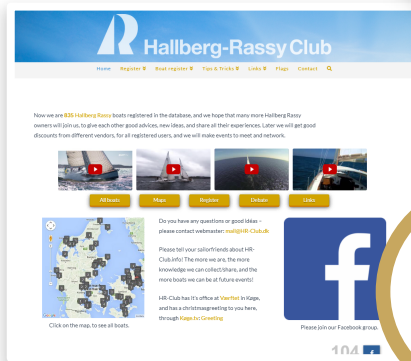 Hallberg-Rassy Club
Home Register Boat register Tips & Tricks Links Flags Contact
Now we are 835 Hallberg Rassy boats registered in the database, and we hope that many more Hallberg Rassy
owners will join us, to give each other good advices, new ideas, and share all their experiences. Later we will get good
discounts from different vendors, for all registered users, and we will make events to meet and network.
All boats Maps Register Debate Links
Do you have any questions or good idéas –
please contact webmaster: mail@HR-Club.dk
Please tell your sailorfriends about HR-
Club.info! The more we are, the more
knowledge we can collect/share, and the
more boats we can be at future events!
HR-Club has it's office at Værftet in Køge,
and has a christmasgreeting to you here,
through Køge.tv: Greeting
Click on the map, to see all boats.
f
Please join our Facebook group.
104 f